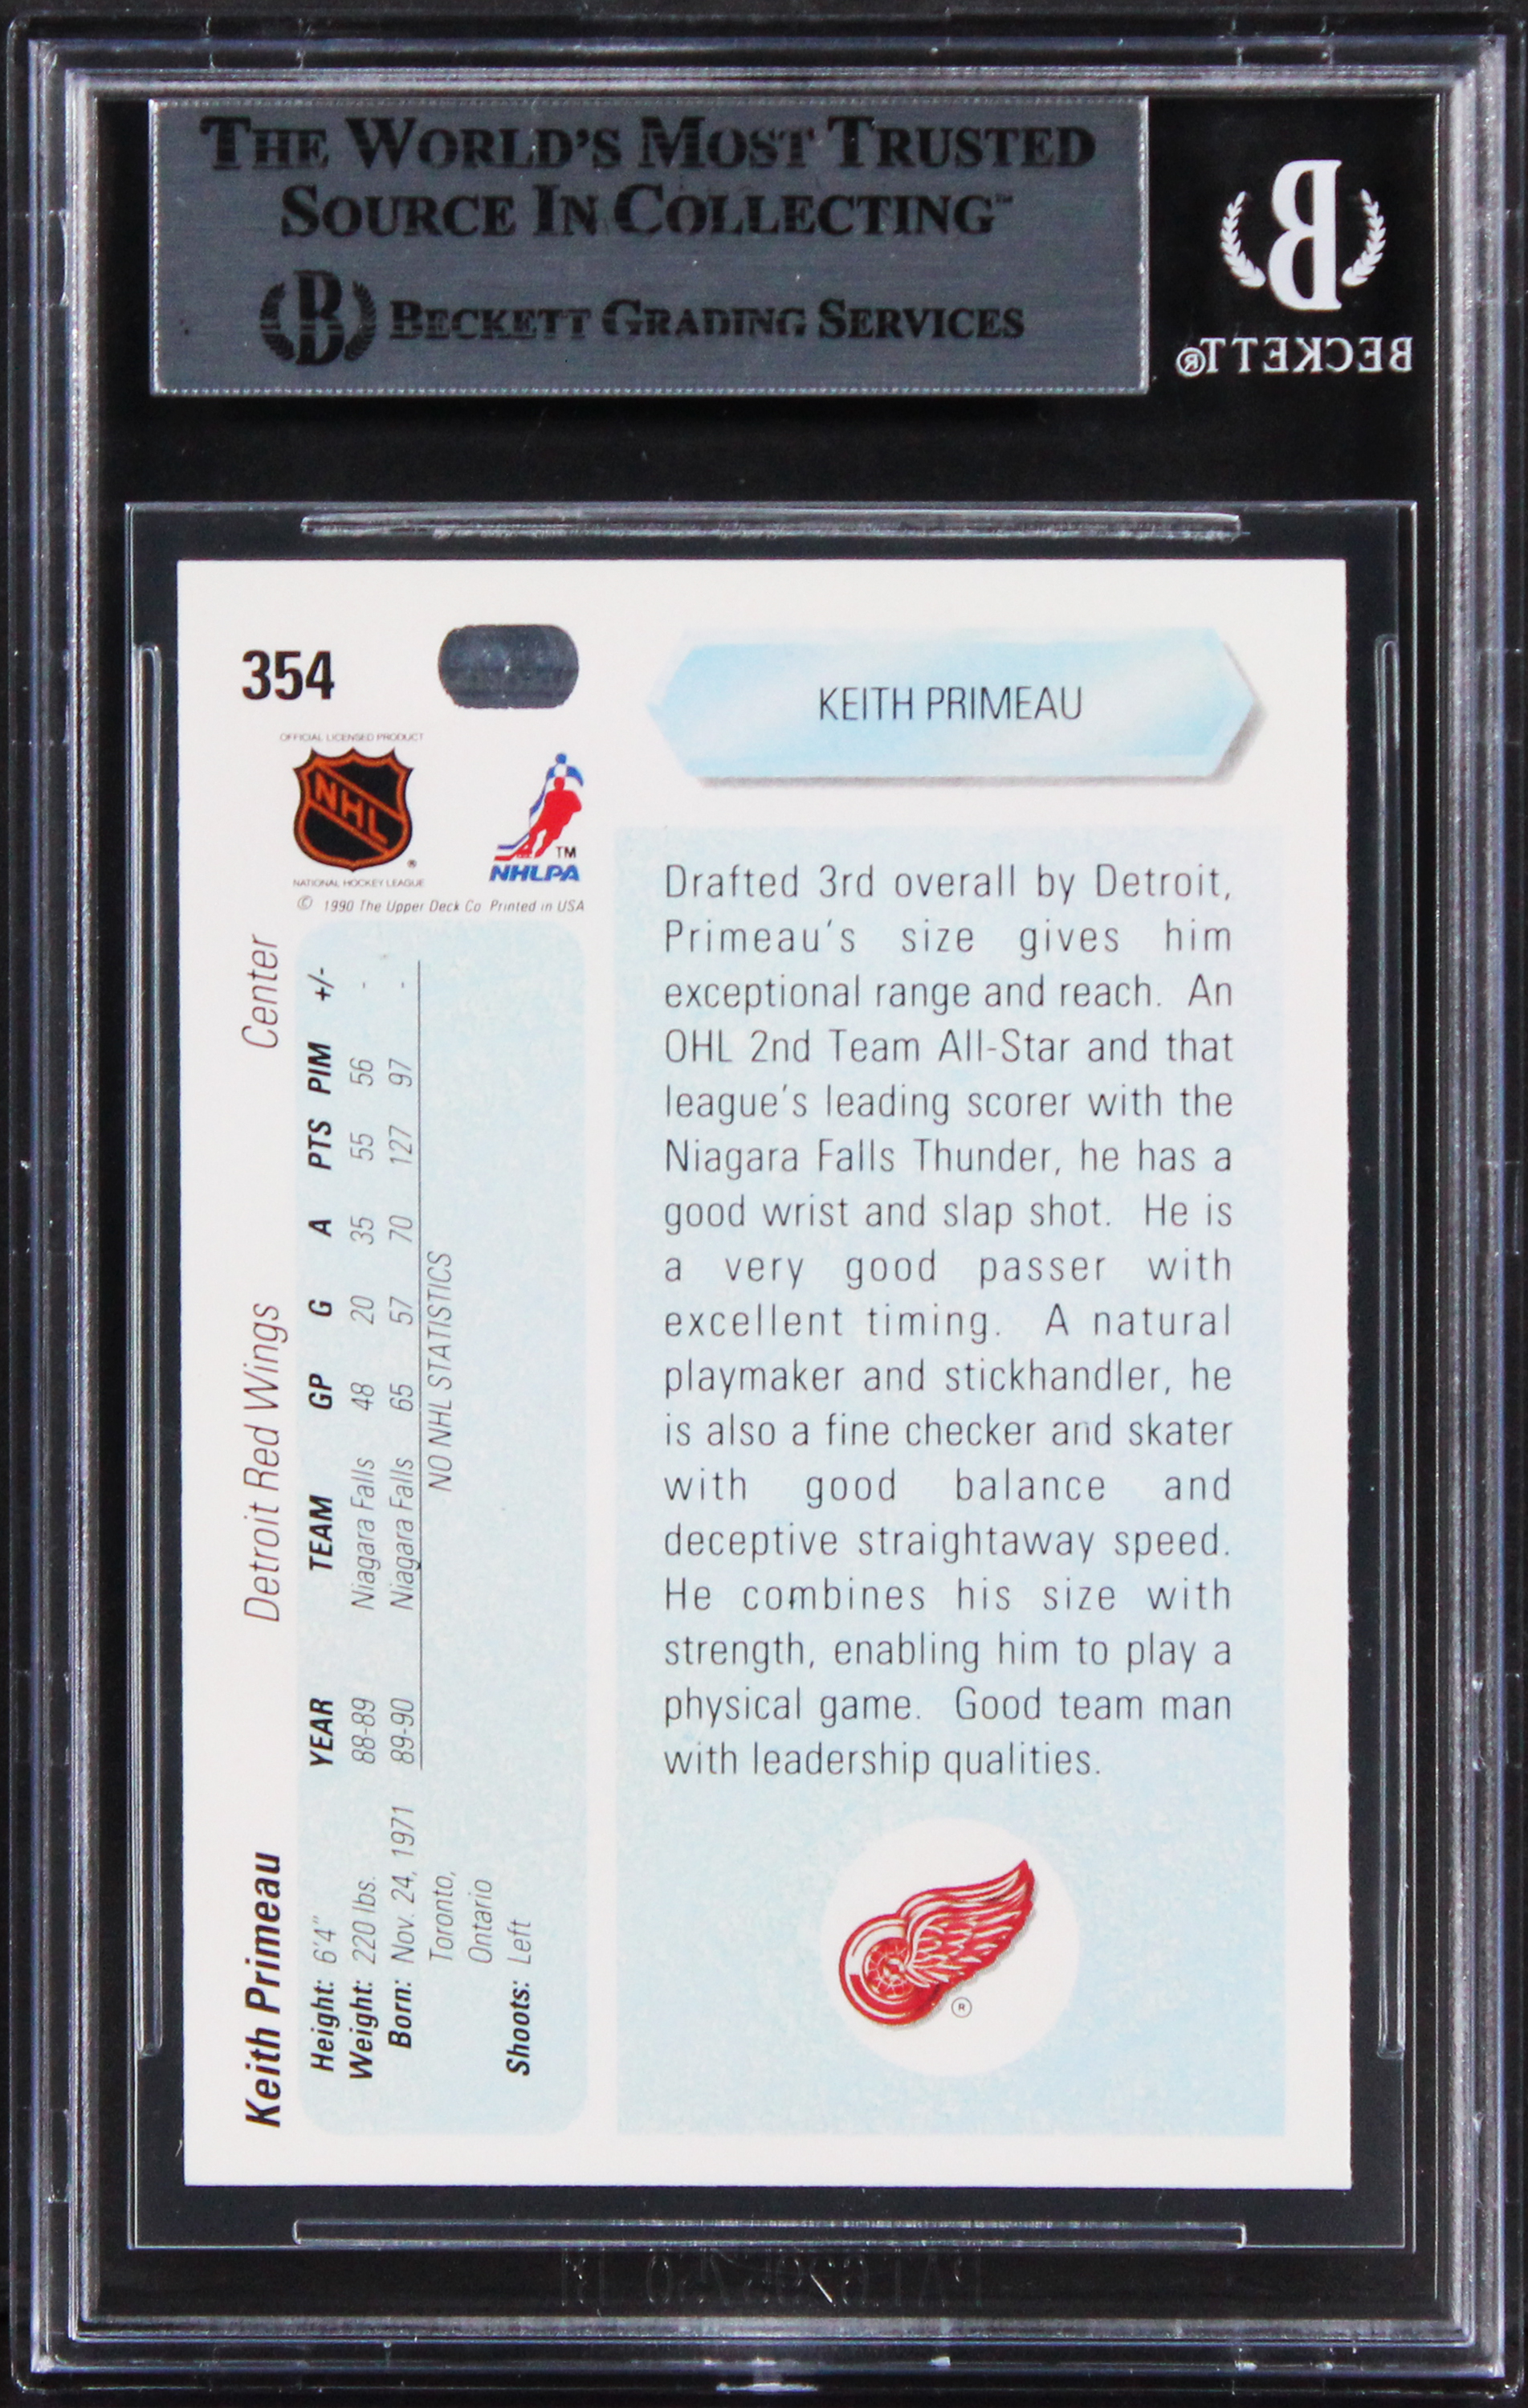 THE WORLD'S MOST TRUSTED
SOURCE IN COLLECTING™
B BECKETT GRADING SERVICES
B
BECKETT®
354
OFFICIAL LICENSED PRODUCT
NHL
®
NATIONAL HOCKEY LEAGUE
TM
NHLPA
© 1990 The Upper Deck Co. Printed in USA
Keith Primeau Detroit Red Wings Center
Height: 6'4"
Weight: 220 lbs.
Born: Nov. 24, 1971
Toronto,
Ontario
Shoots: Left
YEAR TEAM GP G A PTS PIM +/-
88-89 Niagara Falls 48 20 35 55 56 -
89-90 Niagara Falls 65 57 70 127 97 -
NO NHL STATISTICS
KEITH PRIMEAU
Drafted 3rd overall by Detroit,
Primeau's size gives him
exceptional range and reach. An
OHL 2nd Team All-Star and that
league's leading scorer with the
Niagara Falls Thunder, he has a
good wrist and slap shot. He is
a very good passer with
excellent timing. A natural
playmaker and stickhandler, he
is also a fine checker and skater
with good balance and
deceptive straightaway speed.
He combines his size with
strength, enabling him to play a
physical game. Good team man
with leadership qualities.
®